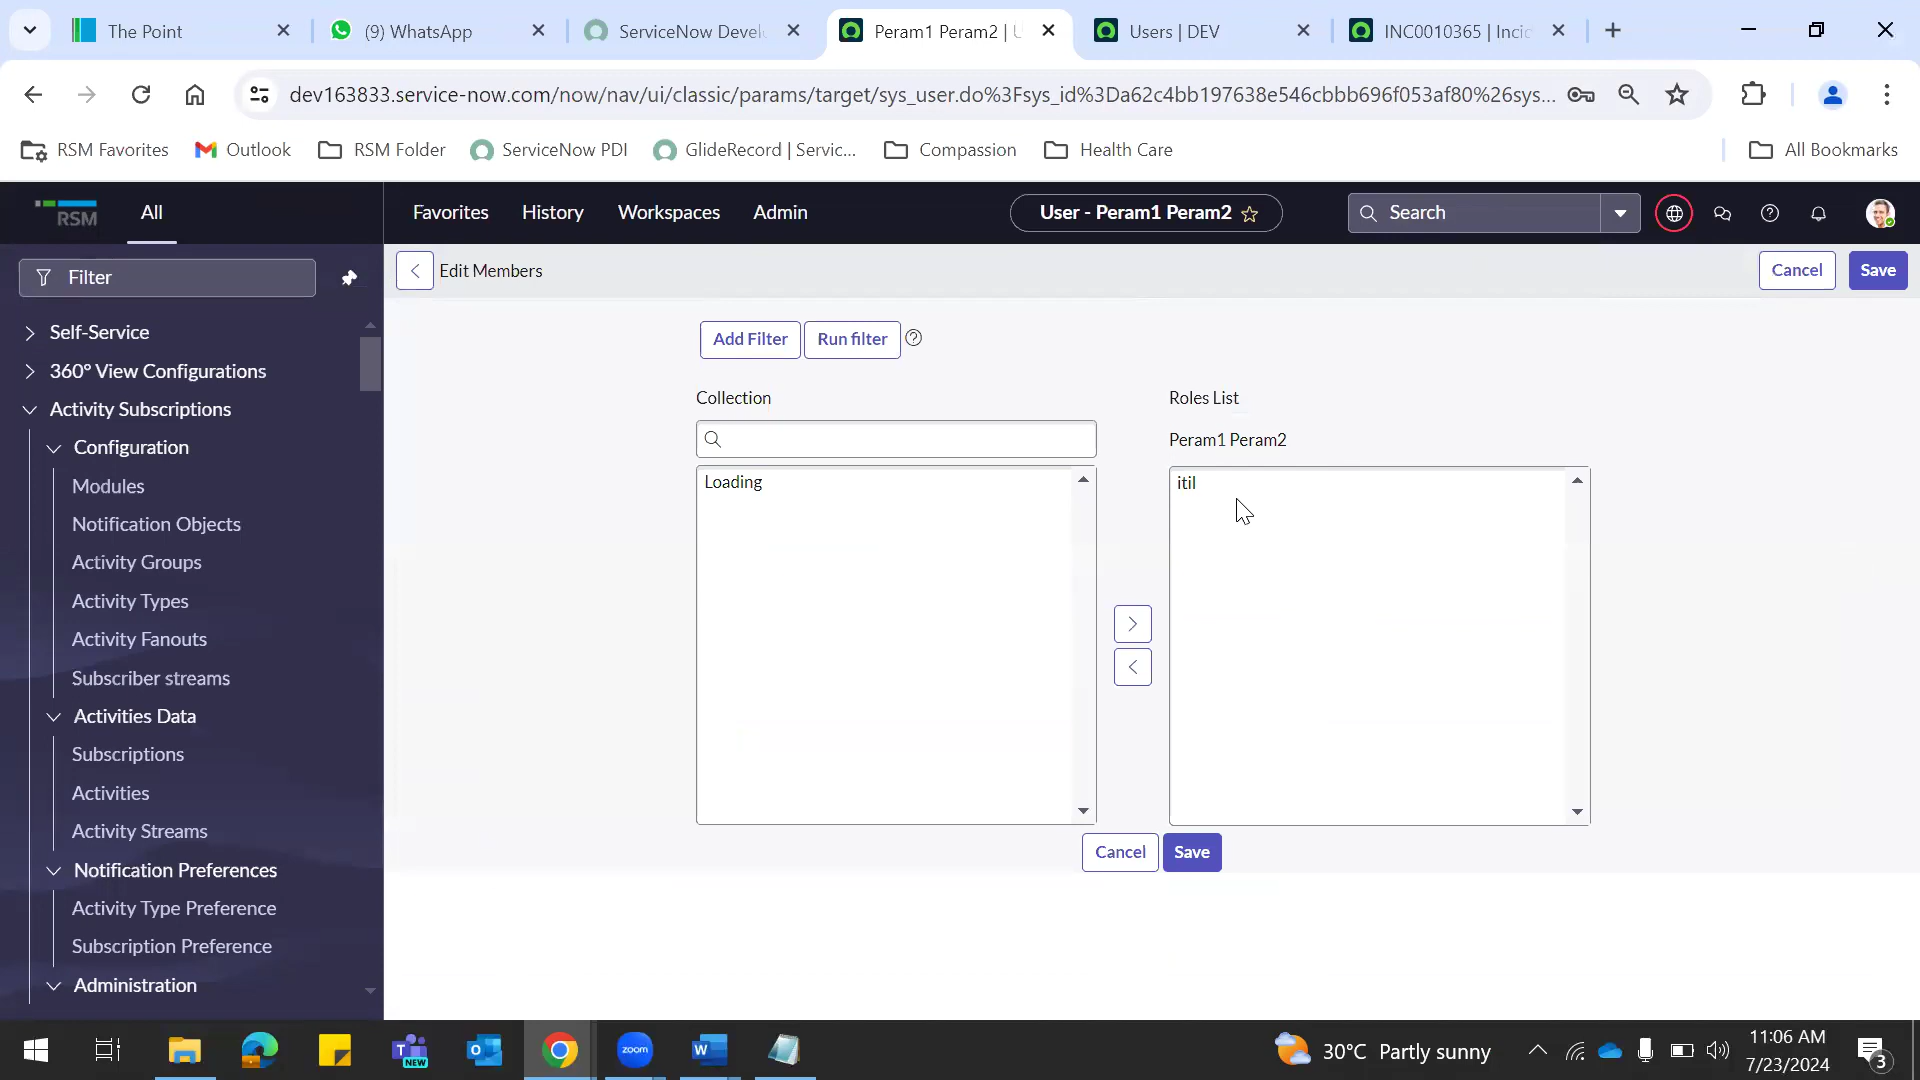 The Point
(9) WhatsApp
ServiceNow Devel
Peram1 Peram2 | U
Users | DEV
INC0010365 | Incid
dev163833.service-now.com/now/nav/ui/classic/params/target/sys_user.do%3Fsys_id%3Da62c4bb197638e546cbbb696f053af80%26sys...
RSM Favorites
Outlook
RSM Folder
ServiceNow PDI
GlideRecord | Servic...
Compassion
Health Care
All Bookmarks
RSM
All
Favorites
History
Workspaces
Admin
User - Peram1 Peram2
Search
Filter
Edit Members
Cancel
Save
Self-Service
360° View Configurations
Activity Subscriptions
Configuration
Modules
Notification Objects
Activity Groups
Activity Types
Activity Fanouts
Subscriber streams
Activities Data
Subscriptions
Activities
Activity Streams
Notification Preferences
Activity Type Preference
Subscription Preference
Administration
Add Filter
Run filter
Collection
Loading
Roles List
Peram1 Peram2
itil
Cancel
Save
NEW
zoom
30°C Partly sunny
11:06 AM
7/23/2024
3